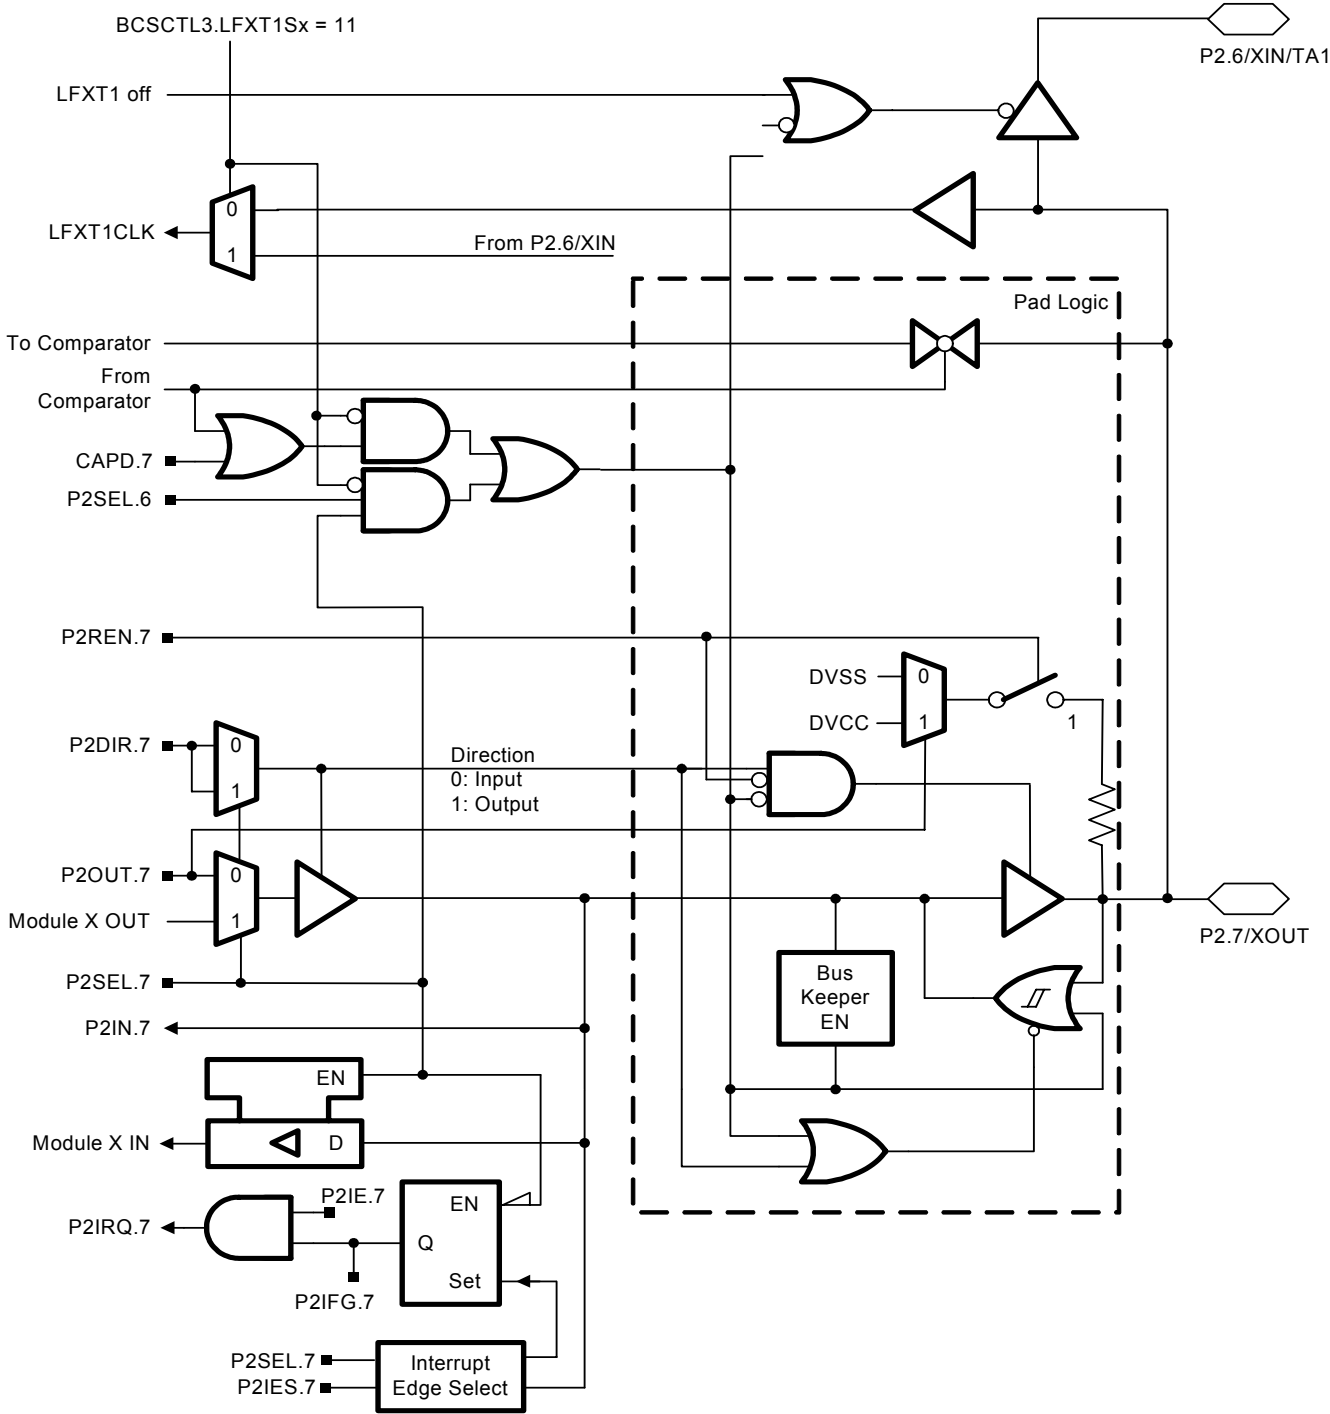 BCSCTL3.LFXT1Sx = 11
P2.6/XIN/TA1
LFXT1 off
0
LFXT1CLK
1
From P2.6/XIN
Pad Logic
To Comparator
From
Comparator
CAPD.7
P2SEL.6
P2REN.7
DVSS
0
DVCC
1
1
P2DIR.7
0
1
Direction
0: Input
1: Output
P2OUT.7
0
Module X OUT
1
P2.7/XOUT
P2SEL.7
Bus
Keeper
EN
P2IN.7
EN
Module X IN
D
P2IE.7
EN
P2IRQ.7
Q
Set
P2IFG.7
P2SEL.7
Interrupt
P2IES.7
Edge Select